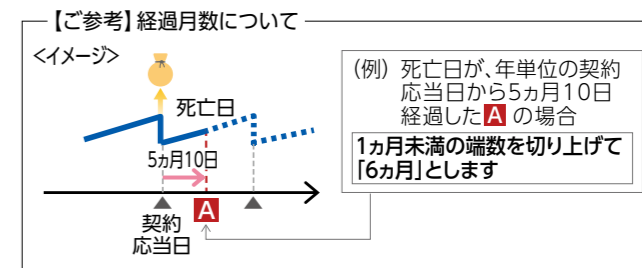 【ご参考】経過月数について
<イメージ>
死亡日
5ヵ月10日
A
契約
応当日
(例) 死亡日が、年単位の契約
応当日から5ヵ月10日
経過した A の場合
1ヵ月未満の端数を切り上げて
「6ヵ月」とします